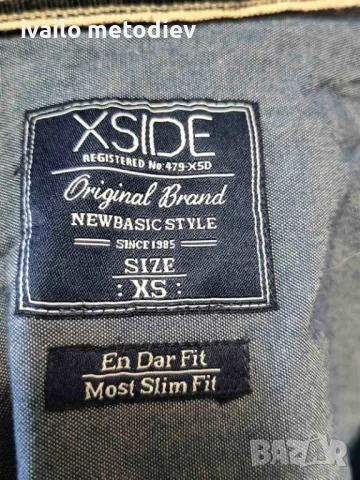 ivallo metodiev
XSIDE
REGISTERED No:479-XSD
Original Brand
NEWBASIC STYLE
SINCE 1985
SIZE
: XS :
En Dar Fit
Most Slim Fit
BAZAR